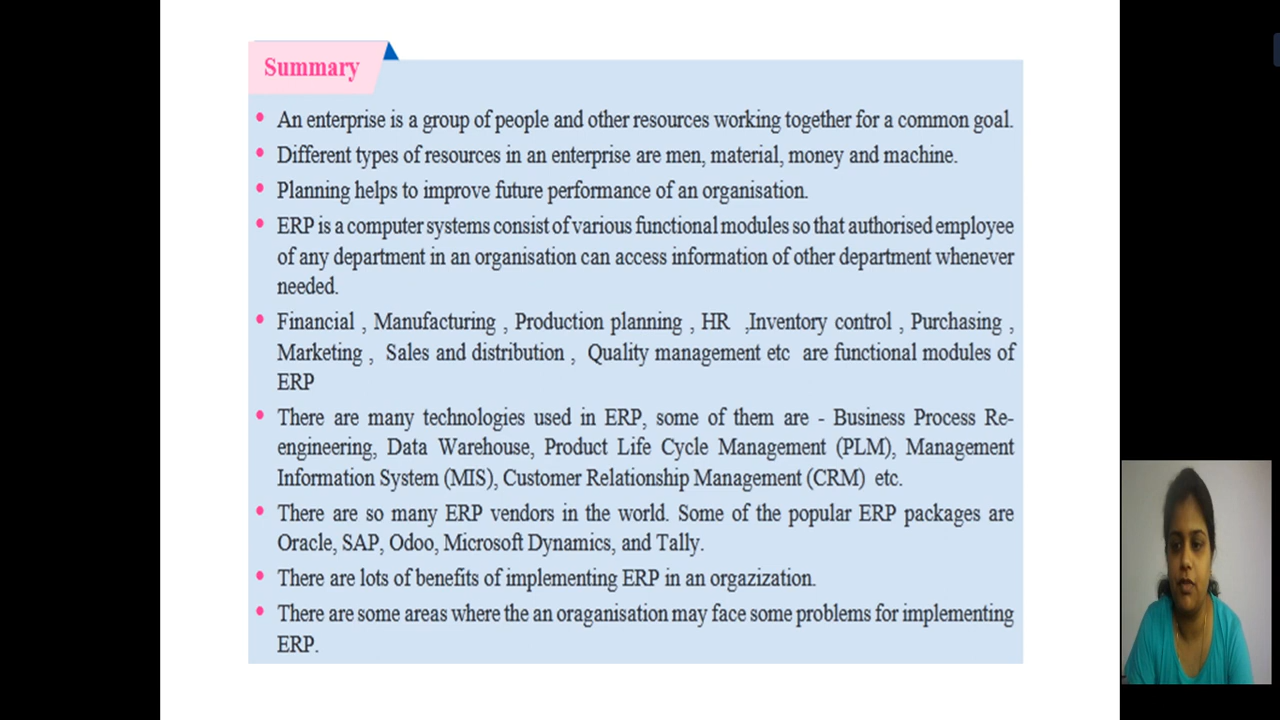 Summary
• An enterprise is a group of people and other resources working together for a common goal.
• Different types of resources in an enterprise are men, material, money and machine.
• Planning helps to improve future performance of an organisation.
• ERP is a computer systems consist of various functional modules so that authorised employee
of any department in an organisation can access information of other department whenever
needed.
• Financial , Manufacturing , Production planning , HR ,Inventory control , Purchasing ,
Marketing , Sales and distribution , Quality management etc are functional modules of
ERP
• There are many technologies used in ERP, some of them are - Business Process Re-
engineering, Data Warehouse, Product Life Cycle Management (PLM), Management
Information System (MIS), Customer Relationship Management (CRM) etc.
• There are so many ERP vendors in the world. Some of the popular ERP packages are
Oracle, SAP, Odoo, Microsoft Dynamics, and Tally.
• There are lots of benefits of implementing ERP in an orgazization.
• There are some areas where the an oraganisation may face some problems for implementing
ERP.